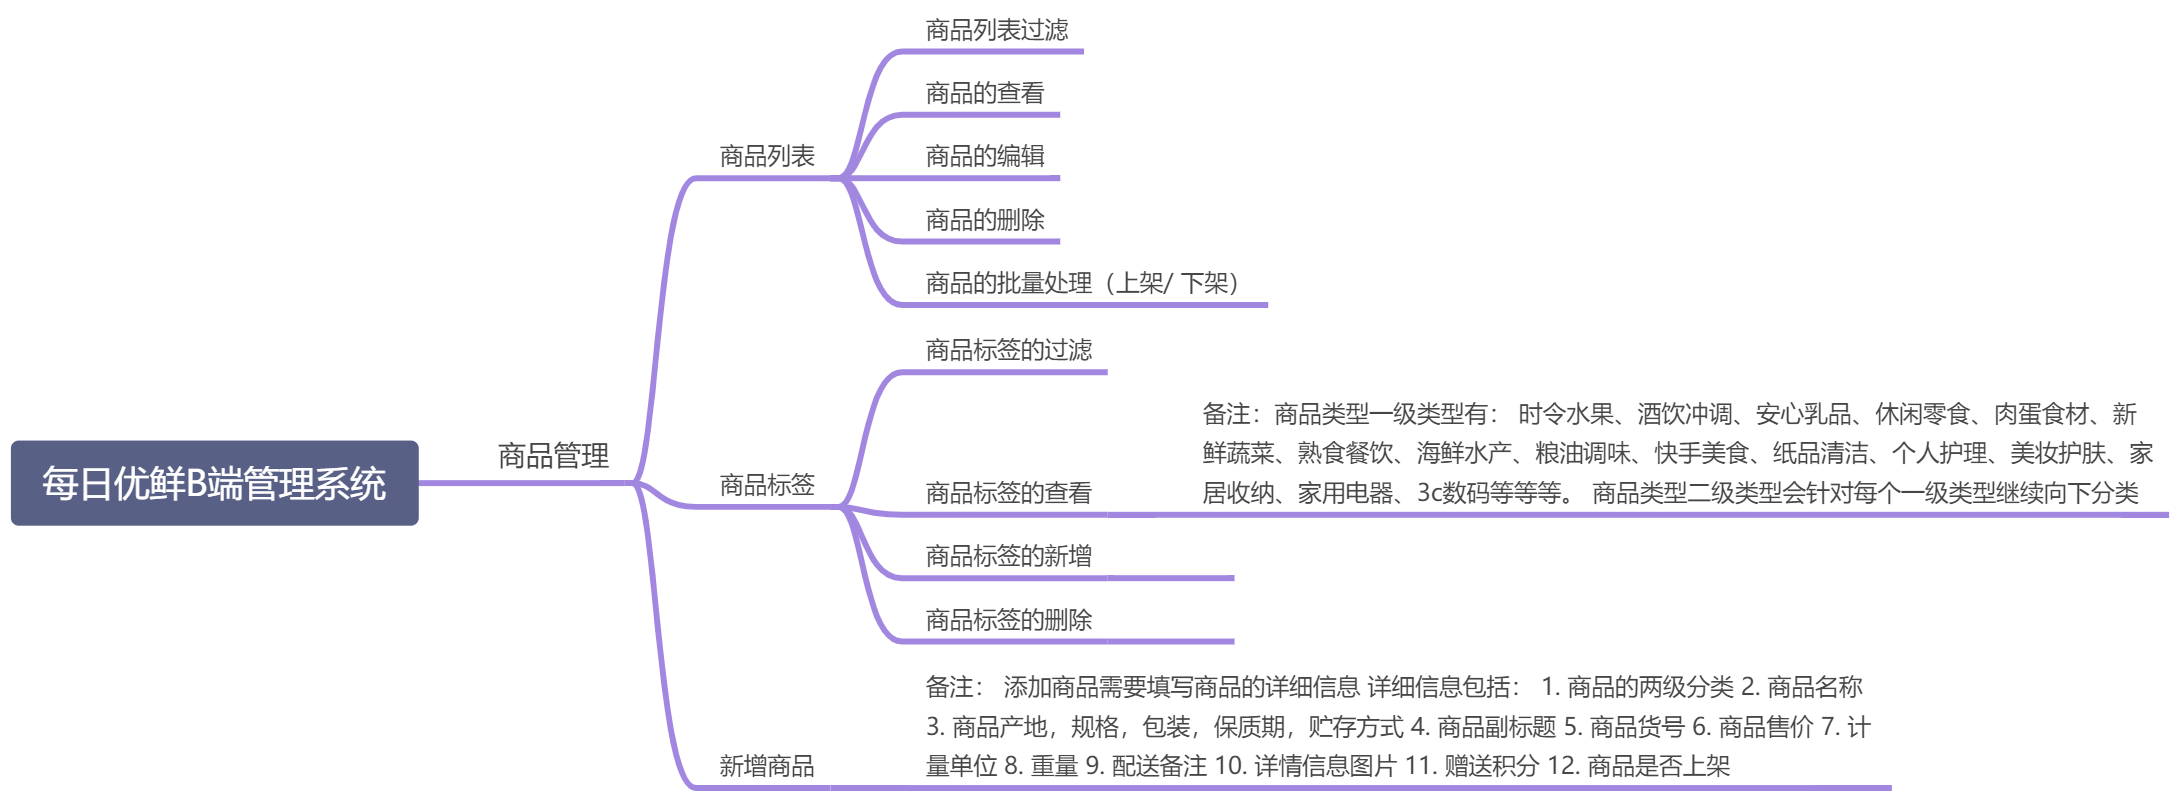 商品列表过滤
商品的查看
商品列表
商品的编辑
商品的删除
商品的批量处理（上架/ 下架）
商品标签的过滤
备注：商品类型一级类型有： 时令水果、酒饮冲调、安心乳品、休闲零食、肉蛋食材、新
鲜蔬菜、熟食餐饮、海鲜水产、粮油调味、快手美食、纸品清洁、个人护理、美妆护肤、家
居收纳、家用电器、3c数码等等等。 商品类型二级类型会针对每个一级类型继续向下分类
商品管理
每日优鲜B端管理系统
商品标签
商品标签的查看
商品标签的新增
商品标签的删除
备注： 添加商品需要填写商品的详细信息 详细信息包括： 1. 商品的两级分类 2. 商品名称
3. 商品产地，规格，包装，保质期，贮存方式 4. 商品副标题 5. 商品货号 6. 商品售价 7. 计
量单位 8. 重量 9. 配送备注 10. 详情信息图片 11. 赠送积分 12. 商品是否上架
新增商品